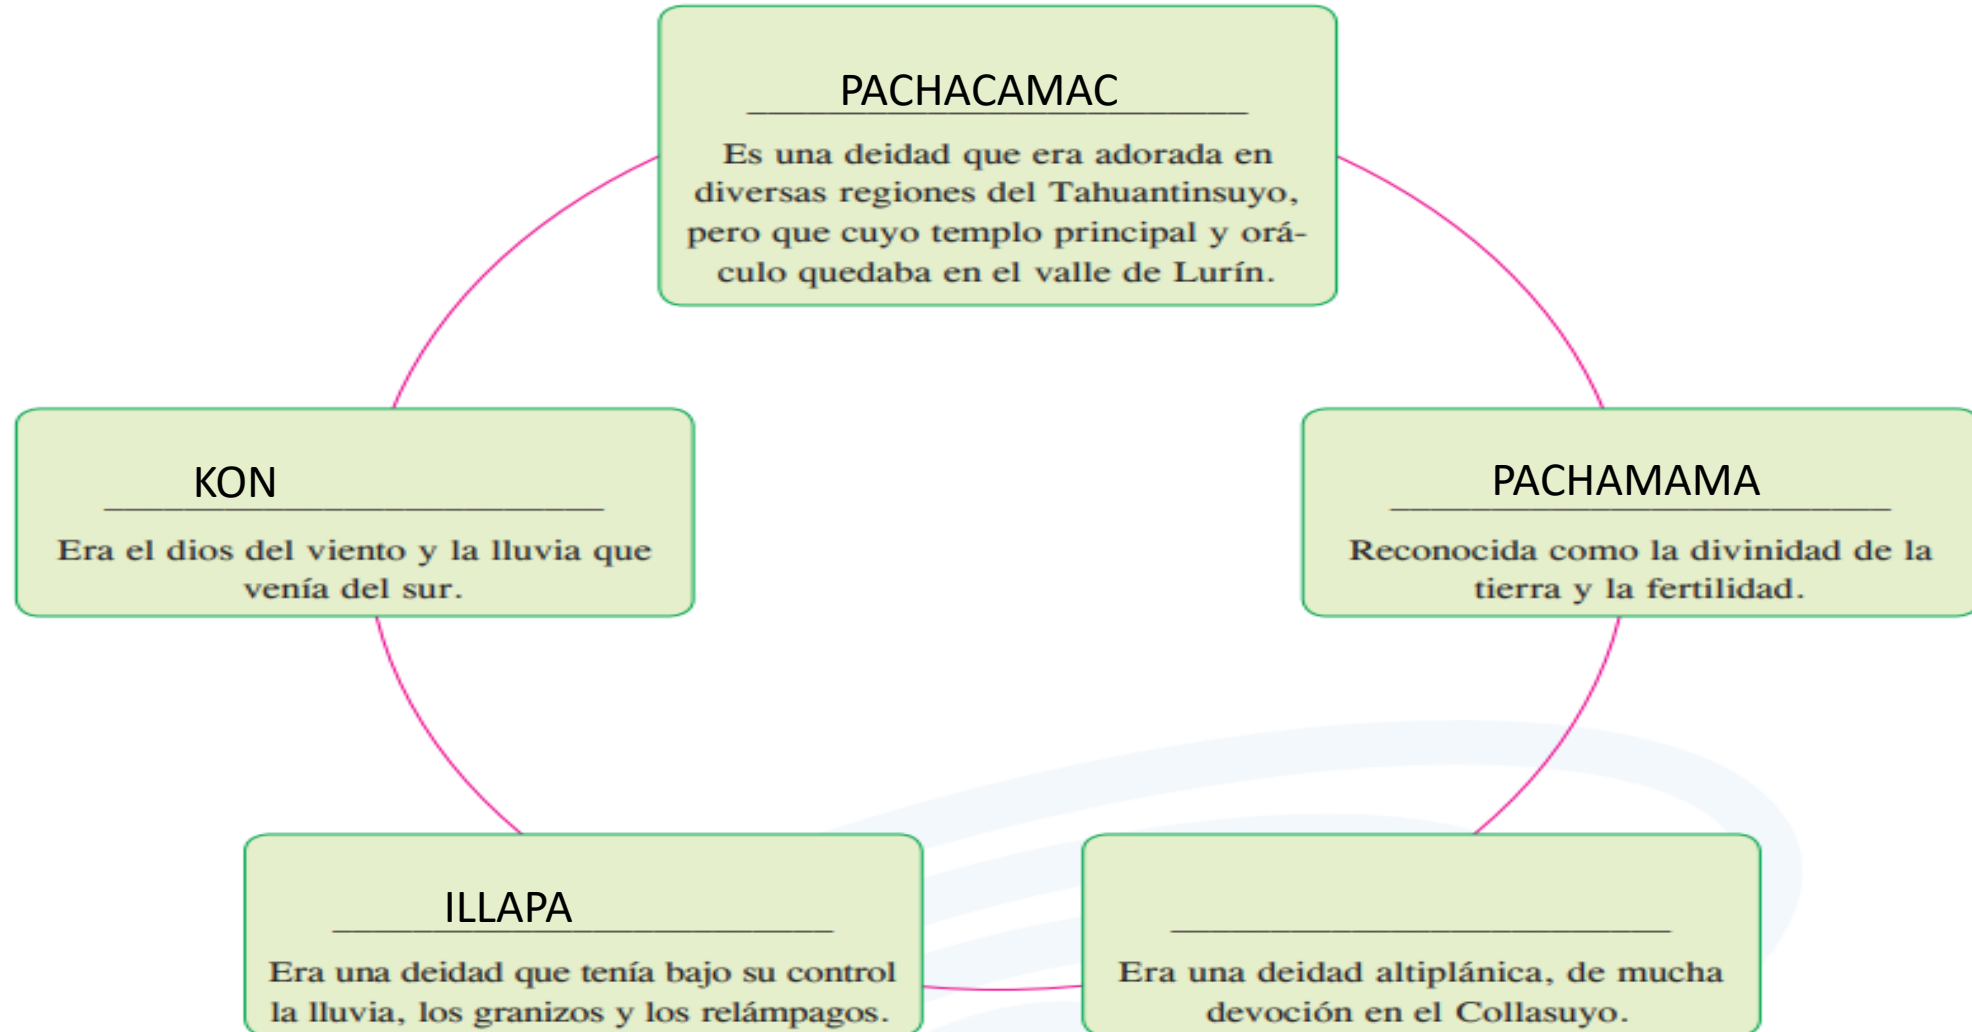 PACHACAMAC
Es una deidad que era adorada en
diversas regiones del Tahuantinsuyo,
pero que cuyo templo principal y orá-
culo quedaba en el valle de Lurín.
KON
Era el dios del viento y la lluvia que
venía del sur.
PACHAMAMA
Reconocida como la divinidad de la
tierra y la fertilidad.
ILLAPA
Era una deidad que tenía bajo su control
la lluvia, los granizos y los relámpagos.
Era una deidad altiplánica, de mucha
devoción en el Collasuyo.